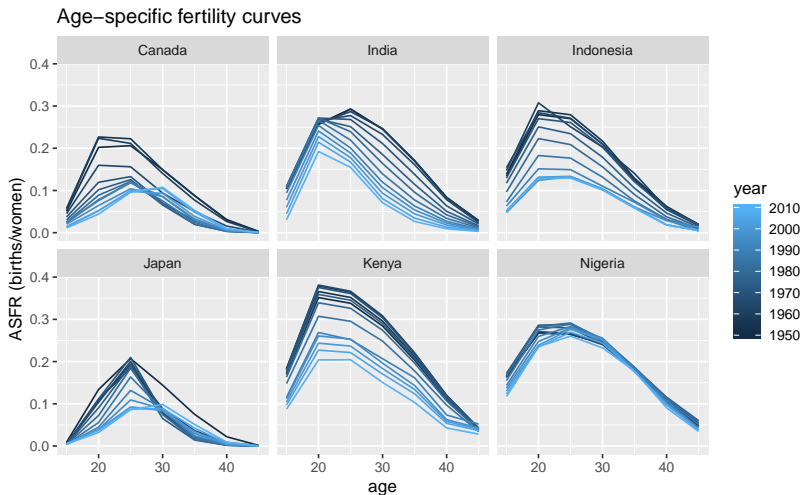 Age−specific fertility curves
Canada
India
Indonesia
0.4
0.3
0.2
0.1
0.0
Japan
Kenya
Nigeria
0.4
0.3
0.2
0.1
0.0
20
30
40
20
30
40
20
30
40
age
ASFR (births/women)
year
2010
2000
1990
1980
1970
1960
1950